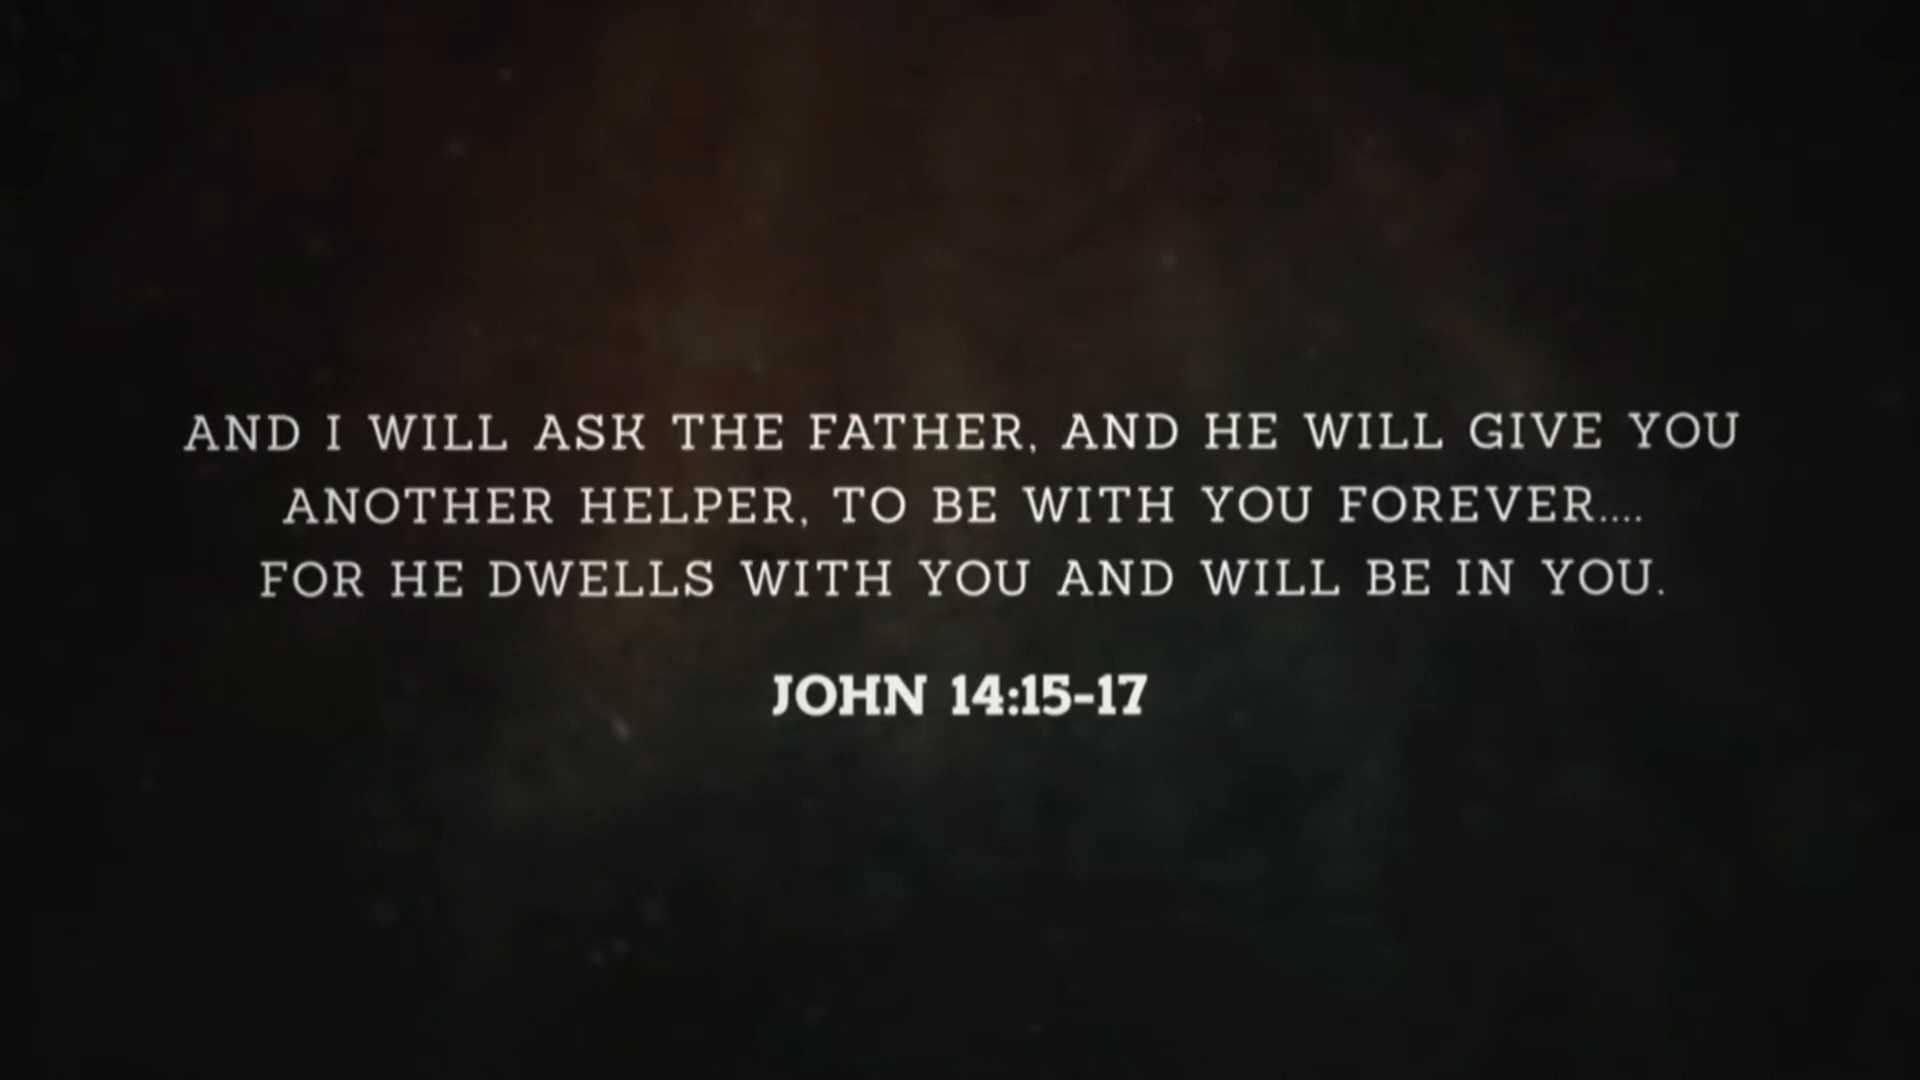 AND I WILL ASK THE FATHER, AND HE WILL GIVE YOU
ANOTHER HELPER, TO BE WITH YOU FOREVER....
FOR HE DWELLS WITH YOU AND WILL BE IN YOU.
JOHN 14:15-17